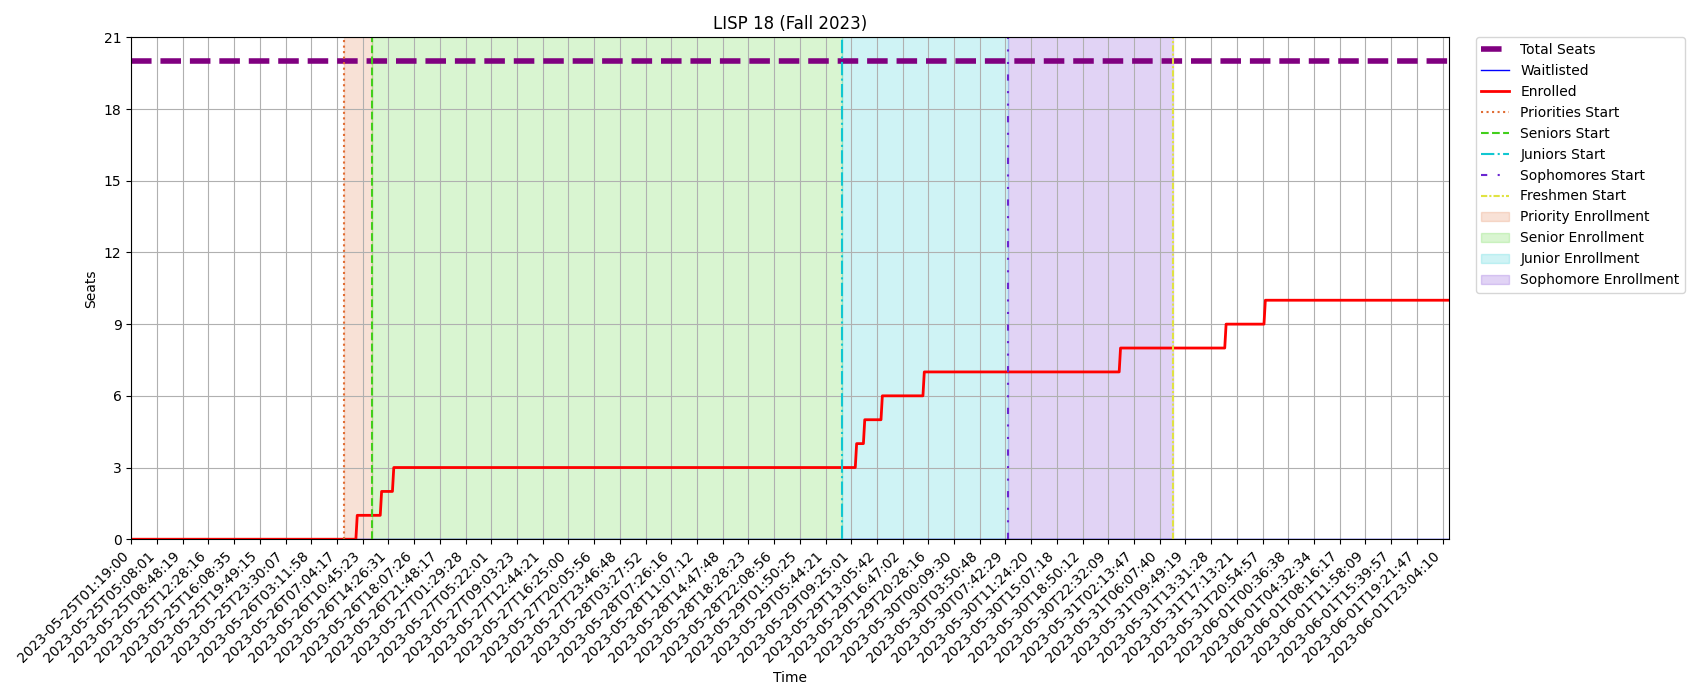 LISP 18 (Fall 2023)
21
18
15
12
9
6
3
0
Seats
2023-05-25T01:19:00
2023-05-25T05:08:01
2023-05-25T08:48:19
2023-05-25T12:28:16
2023-05-25T16:08:35
2023-05-25T19:49:15
2023-05-25T23:30:07
2023-05-26T03:11:58
2023-05-26T07:04:17
2023-05-26T10:45:23
2023-05-26T14:26:31
2023-05-26T18:07:26
2023-05-26T21:48:17
2023-05-27T01:29:28
2023-05-27T05:22:01
2023-05-27T09:03:23
2023-05-27T12:44:21
2023-05-27T16:25:00
2023-05-27T20:05:56
2023-05-27T23:46:48
2023-05-28T03:27:52
2023-05-28T07:26:16
2023-05-28T11:07:12
2023-05-28T14:47:48
2023-05-28T18:28:23
2023-05-28T22:08:56
2023-05-29T01:50:25
2023-05-29T05:44:21
2023-05-29T09:25:01
2023-05-29T13:05:42
2023-05-29T16:47:02
2023-05-29T20:28:16
2023-05-30T00:09:30
2023-05-30T03:50:48
2023-05-30T07:42:29
2023-05-30T11:24:20
2023-05-30T15:07:18
2023-05-30T18:50:12
2023-05-30T22:32:09
2023-05-31T02:13:47
2023-05-31T06:07:40
2023-05-31T09:49:19
2023-05-31T13:31:28
2023-05-31T17:13:21
2023-05-31T20:54:57
2023-06-01T00:36:38
2023-06-01T04:32:34
2023-06-01T08:16:17
2023-06-01T11:58:09
2023-06-01T15:39:57
2023-06-01T19:21:47
2023-06-01T23:04:10
Time
Total Seats
Waitlisted
Enrolled
Priorities Start
Seniors Start
Juniors Start
Sophomores Start
Freshmen Start
Priority Enrollment
Senior Enrollment
Junior Enrollment
Sophomore Enrollment